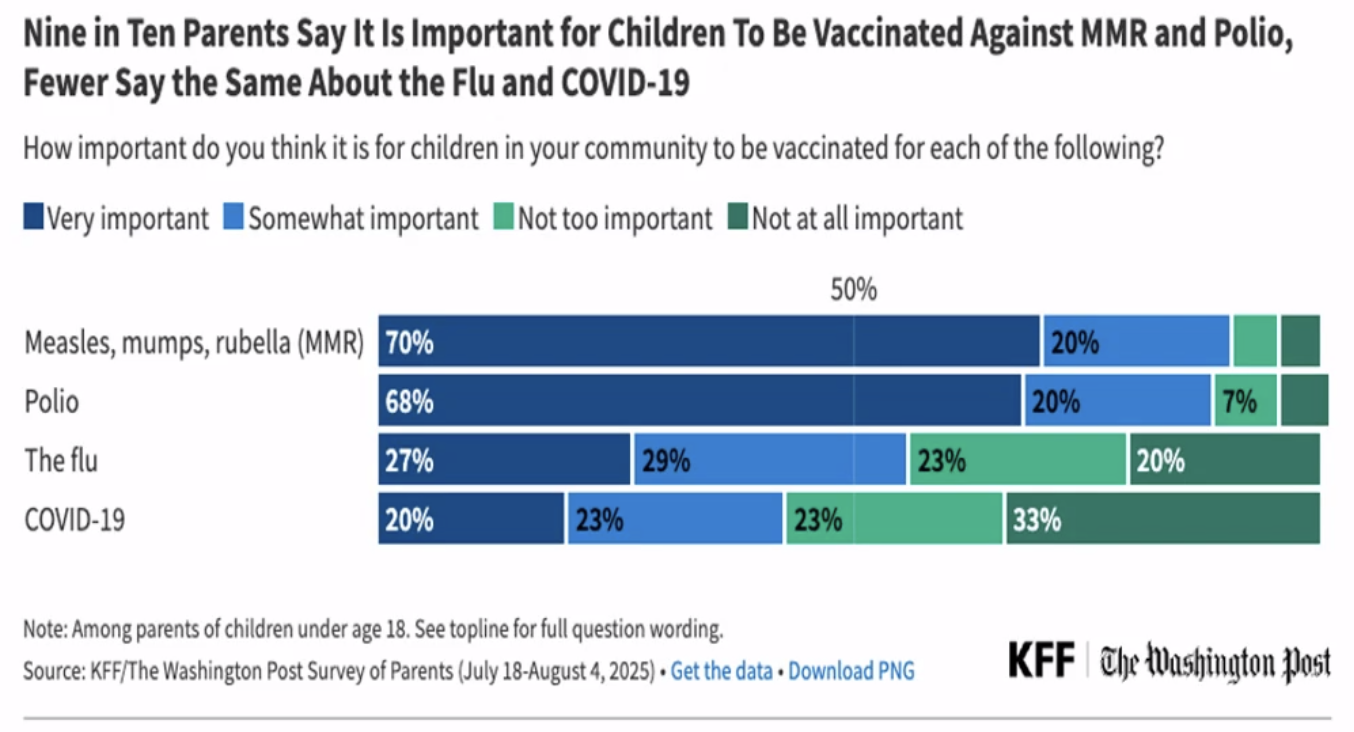 Nine in Ten Parents Say It Is Important for Children To Be Vaccinated Against MMR and Polio,
Fewer Say the Same About the Flu and COVID-19
How important do you think it is for children in your community to be vaccinated for each of the following?
Very important Somewhat important Not too important Not at all important
50%
Measles, mumps, rubella (MMR) 70% 20%
Polio 68% 20% 7%
The flu 27% 29% 23% 20%
COVID-19 20% 23% 23% 33%
Note: Among parents of children under age 18. See topline for full question wording.
Source: KFF/The Washington Post Survey of Parents (July 18-August 4, 2025) • Get the data • Download PNG
KFF | The Washington Post